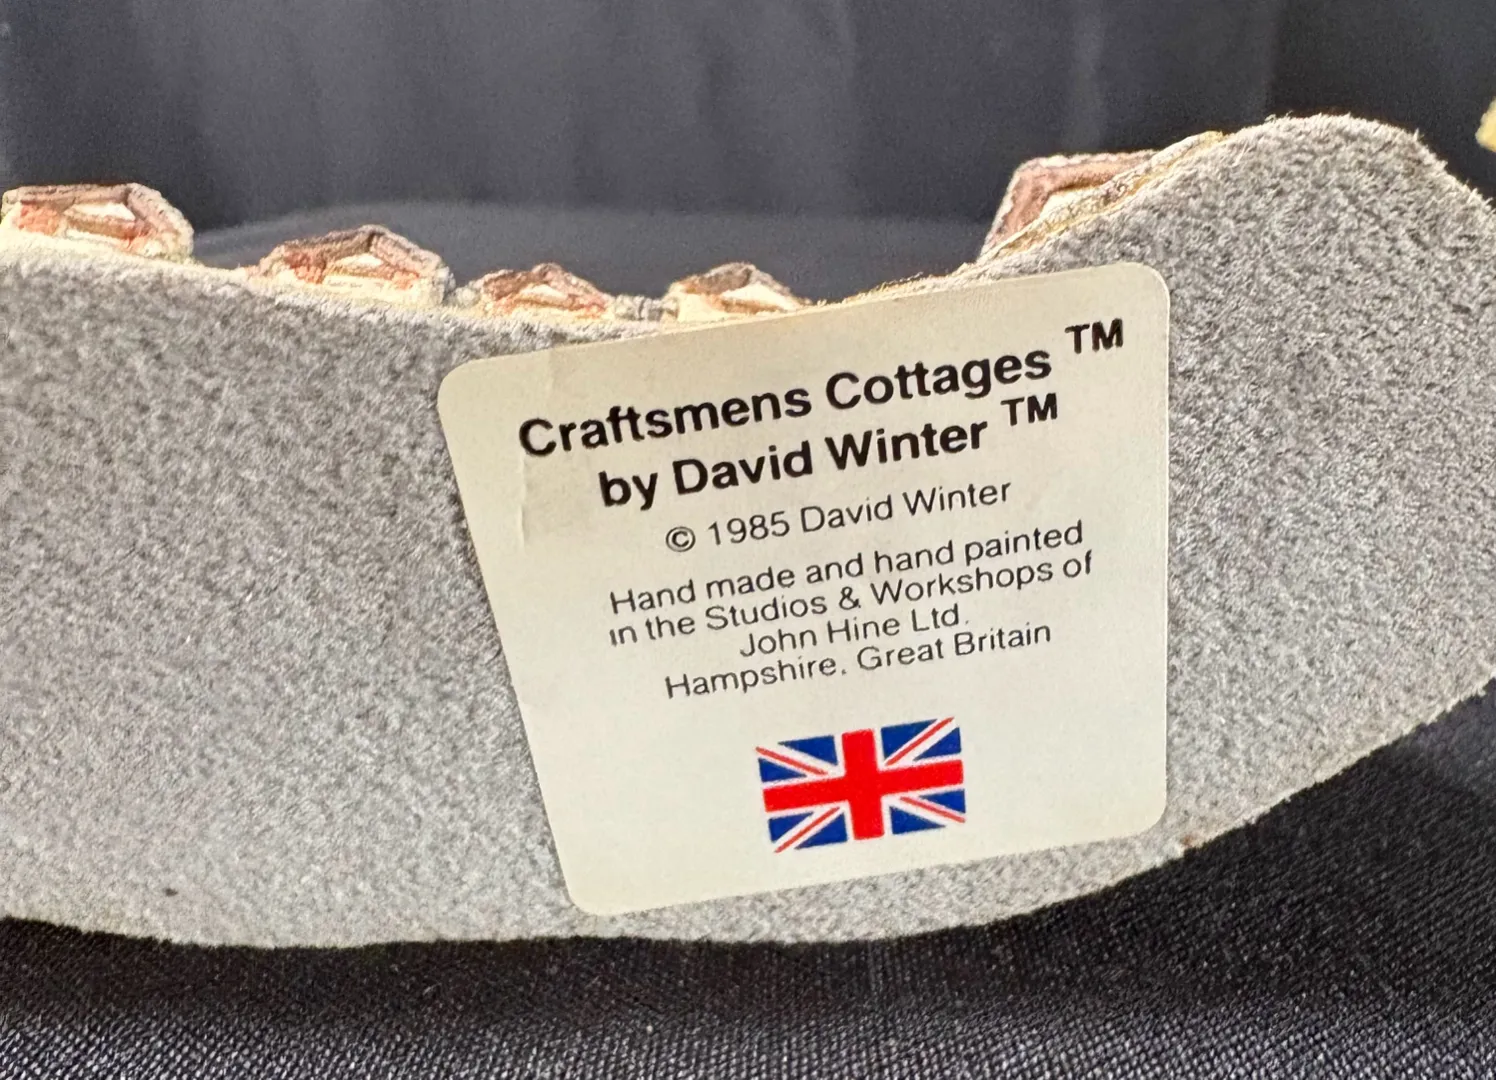 Craftsmens Cottages ™
by David Winter ™
© 1985 David Winter
Hand made and hand painted
in the Studios & Workshops of
John Hine Ltd.
Hampshire. Great Britain